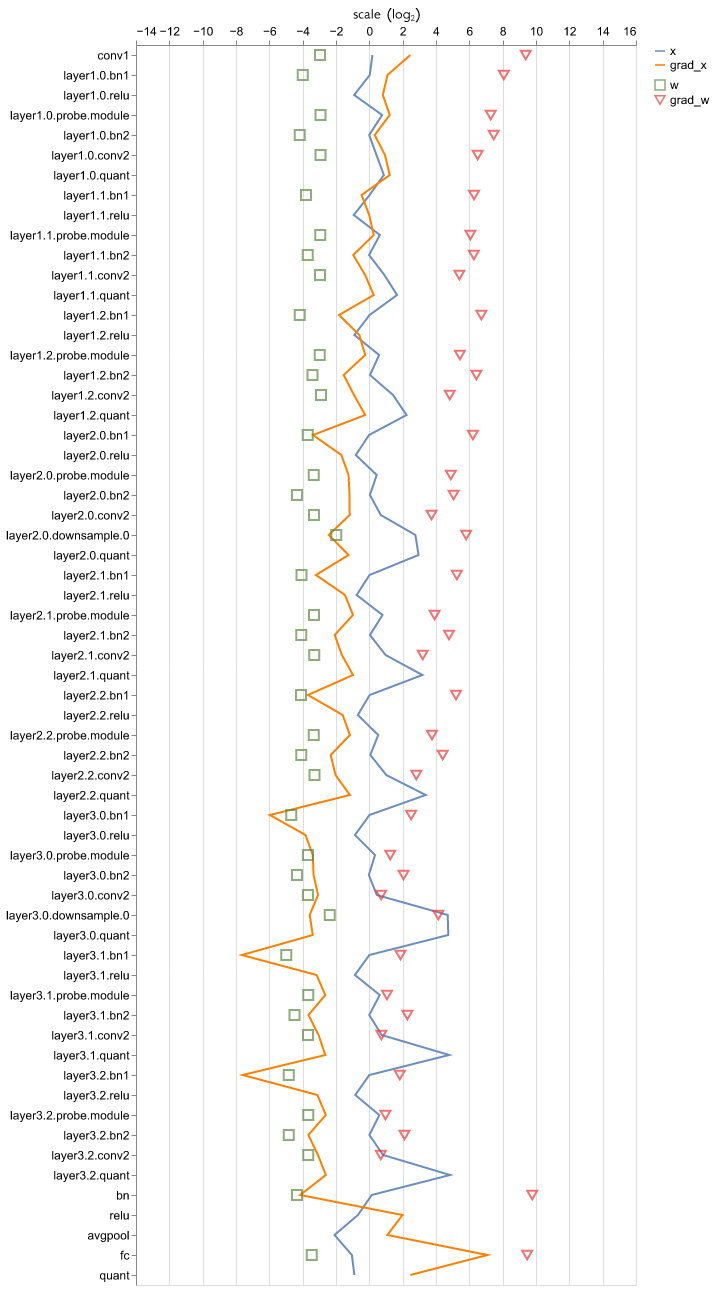 scale (log₂)
−14 −12 −10 −8 −6 −4 −2 0 2 4 6 8 10 12 14 16
x
grad_x
w
grad_w
conv1
layer1.0.bn1
layer1.0.relu
layer1.0.probe.module
layer1.0.bn2
layer1.0.conv2
layer1.0.quant
layer1.1.bn1
layer1.1.relu
layer1.1.probe.module
layer1.1.bn2
layer1.1.conv2
layer1.1.quant
layer1.2.bn1
layer1.2.relu
layer1.2.probe.module
layer1.2.bn2
layer1.2.conv2
layer1.2.quant
layer2.0.bn1
layer2.0.relu
layer2.0.probe.module
layer2.0.bn2
layer2.0.conv2
layer2.0.downsample.0
layer2.0.quant
layer2.1.bn1
layer2.1.relu
layer2.1.probe.module
layer2.1.bn2
layer2.1.conv2
layer2.1.quant
layer2.2.bn1
layer2.2.relu
layer2.2.probe.module
layer2.2.bn2
layer2.2.conv2
layer2.2.quant
layer3.0.bn1
layer3.0.relu
layer3.0.probe.module
layer3.0.bn2
layer3.0.conv2
layer3.0.downsample.0
layer3.0.quant
layer3.1.bn1
layer3.1.relu
layer3.1.probe.module
layer3.1.bn2
layer3.1.conv2
layer3.1.quant
layer3.2.bn1
layer3.2.relu
layer3.2.probe.module
layer3.2.bn2
layer3.2.conv2
layer3.2.quant
bn
relu
avgpool
fc
quant